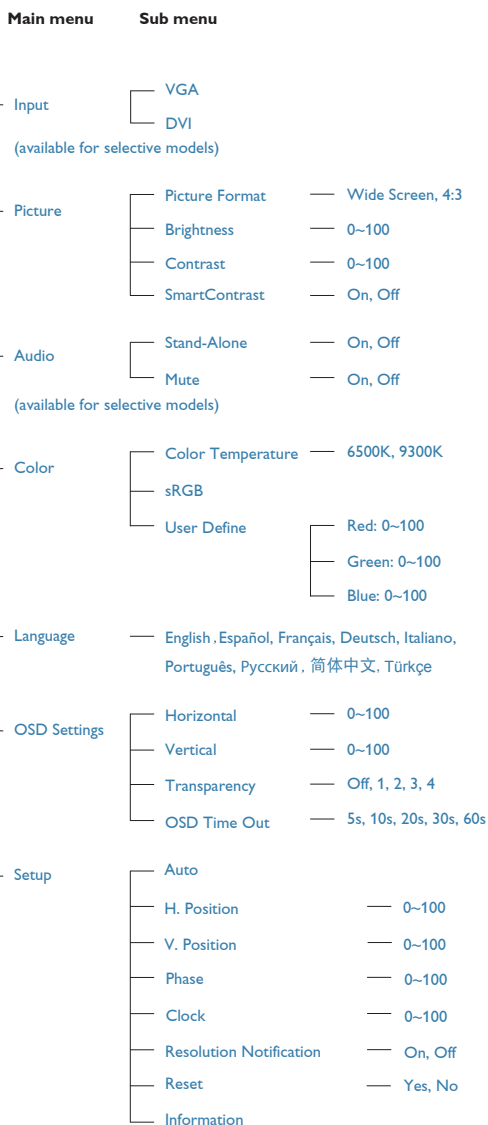 Main menu Sub menu
VGA
Input
DVI
(available for selective models)
Picture Format Wide Screen, 4:3
Picture
Brightness 0~100
Contrast 0~100
SmartContrast On, Off
Stand-Alone On, Off
Audio
Mute On, Off
(available for selective models)
Color Temperature 6500K, 9300K
Color
sRGB
User Define Red: 0~100
Green: 0~100
Blue: 0~100
Language English, Español, Français, Deutsch, Italiano,
Português, Русский, 简体中文, Türkçe
Horizontal 0~100
OSD Settings
Vertical 0~100
Transparency Off, 1, 2, 3, 4
OSD Time Out 5s, 10s, 20s, 30s, 60s
Auto
Setup
H. Position 0~100
V. Position 0~100
Phase 0~100
Clock 0~100
Resolution Notification On, Off
Reset Yes, No
Information